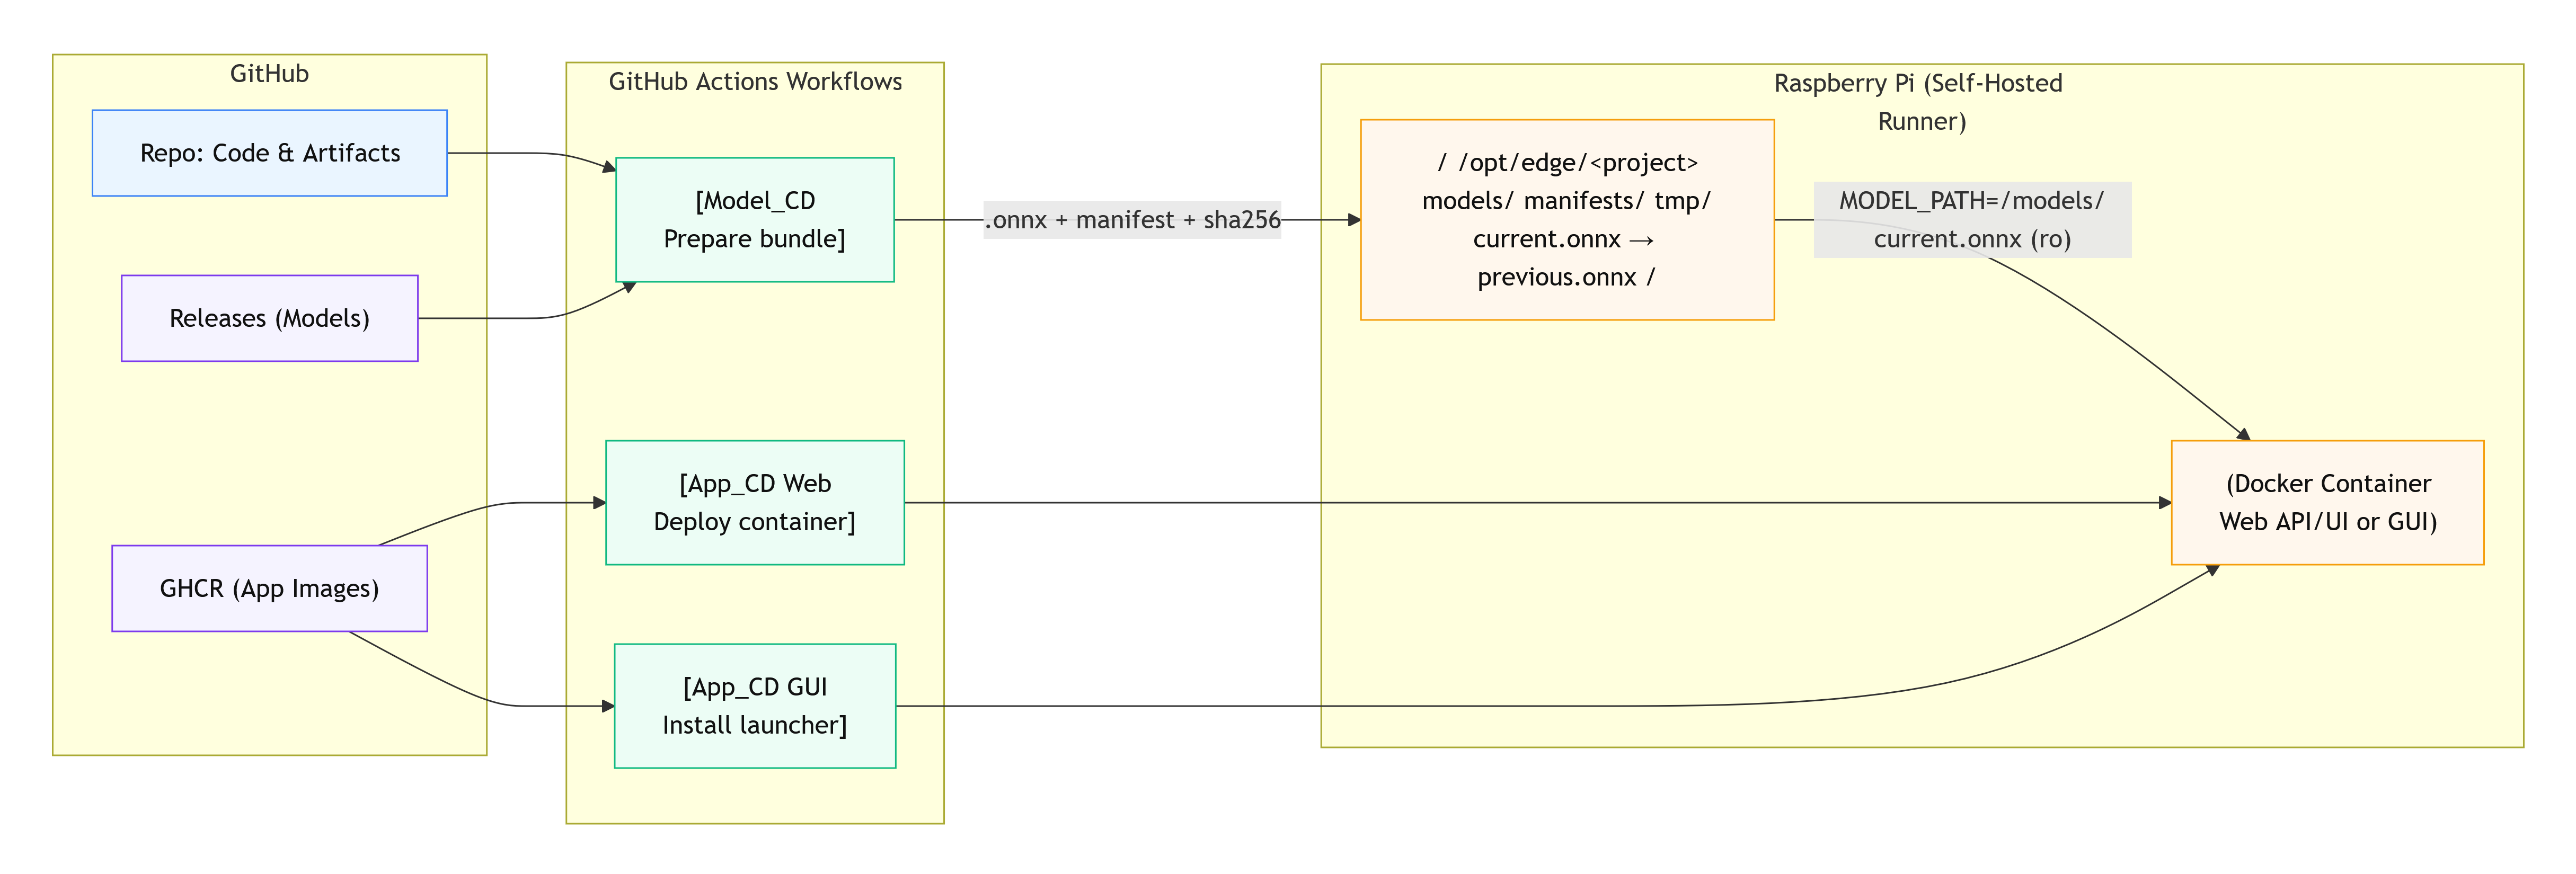 GitHub
Repo: Code & Artifacts
Releases (Models)
GHCR (App Images)
GitHub Actions Workflows
[Model_CD
Prepare bundle]
[App_CD Web
Deploy container]
[App_CD GUI
Install launcher]
.onnx + manifest + sha256
Raspberry Pi (Self-Hosted
Runner)
/ /opt/edge/<project>
models/ manifests/ tmp/
current.onnx →
previous.onnx /
MODEL_PATH=/models/
current.onnx (ro)
(Docker Container
Web API/UI or GUI)